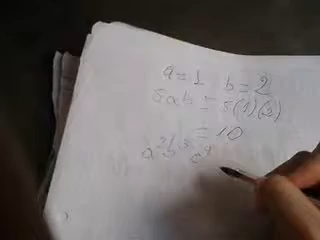 a = 1 b = 2
5ab = 5(1)(2)
= 10